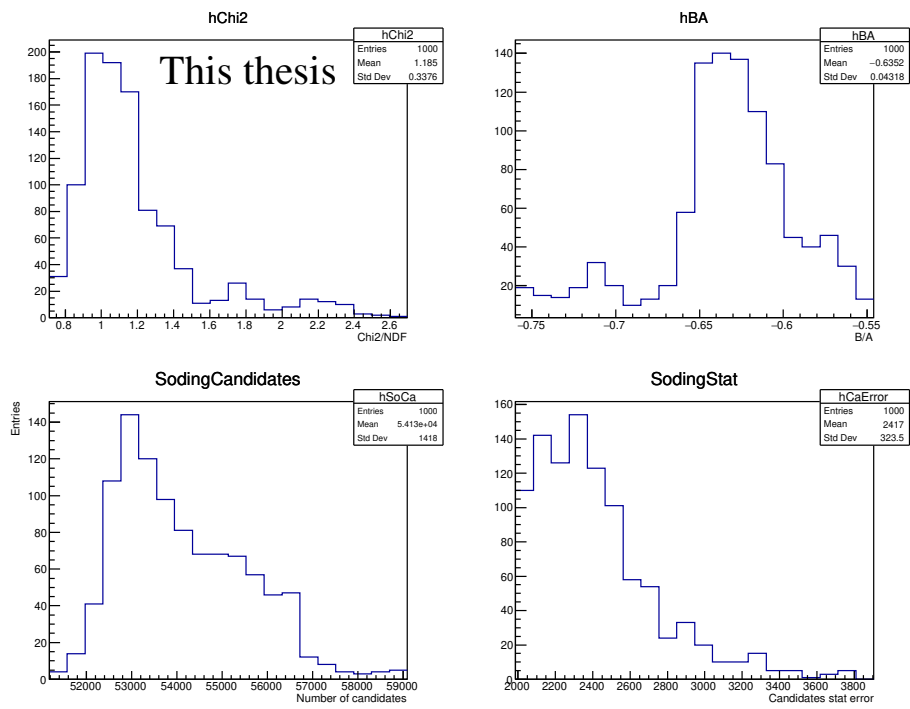 hChi2
hChi2
Entries 1000
Mean 1.185
Std Dev 0.3376
This thesis
200
180
160
140
120
100
80
60
40
20
0
0.8 1 1.2 1.4 1.6 1.8 2 2.2 2.4 2.6
Chi2/NDF
hBA
hBA
Entries 1000
Mean −0.6352
Std Dev 0.04318
140
120
100
80
60
40
20
−0.75 −0.7 −0.65 −0.6 −0.55
B/A
SodingCandidates
hSoCa
Entries 1000
Mean 5.413e+04
Std Dev 1418
Entries
140
120
100
80
60
40
20
0
52000 53000 54000 55000 56000 57000 58000 59000
Number of candidates
SodingStat
hCaError
Entries 1000
Mean 2417
Std Dev 323.5
160
140
120
100
80
60
40
20
0
2000 2200 2400 2600 2800 3000 3200 3400 3600 3800
Candidates stat error